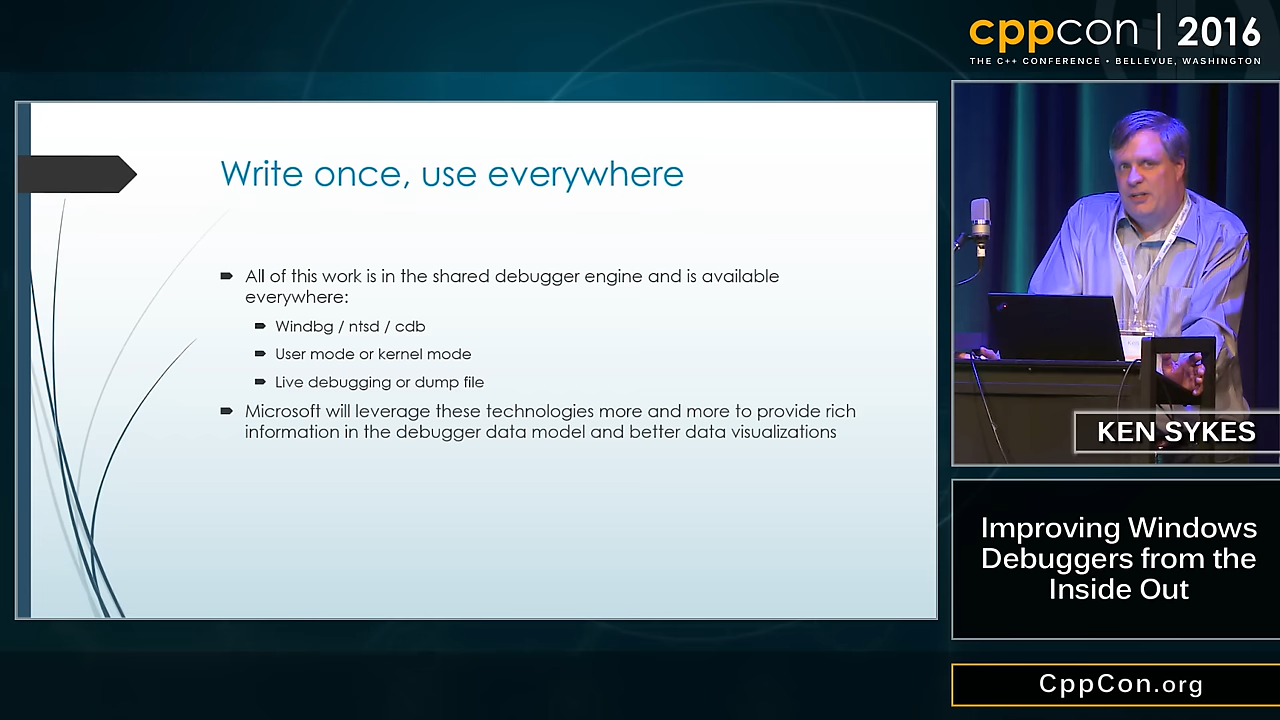 cppcon | 2016
THE C++ CONFERENCE • BELLEVUE, WASHINGTON
Write once, use everywhere
All of this work is in the shared debugger engine and is available
everywhere:
Windbg / ntsd / cdb
User mode or kernel mode
Live debugging or dump file
Microsoft will leverage these technologies more and more to provide rich
information in the debugger data model and better data visualizations
KEN SYKES
Improving Windows
Debuggers from the
Inside Out
CppCon.org